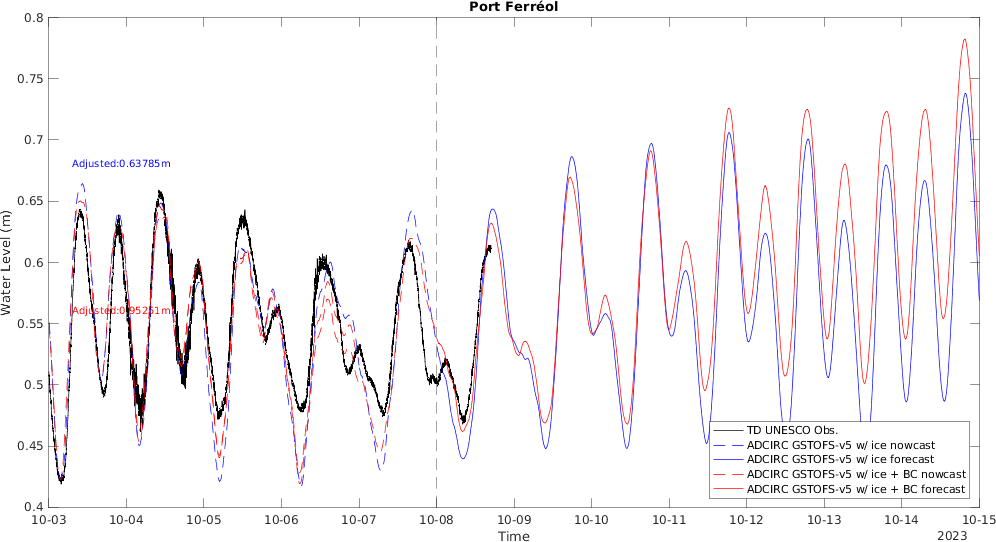 Port Ferréol
Water Level (m)
0.8
0.75
0.7
0.65
0.6
0.55
0.5
0.45
0.4
Adjusted:0.63785m
Adjusted:0.95251m
TD UNESCO Obs.
ADCIRC GSTOFS-v5 w/ ice nowcast
ADCIRC GSTOFS-v5 w/ ice forecast
ADCIRC GSTOFS-v5 w/ ice + BC nowcast
ADCIRC GSTOFS-v5 w/ ice + BC forecast
10-03 10-04 10-05 10-06 10-07 10-08 10-09 10-10 10-11 10-12 10-13 10-14 10-15
Time
2023